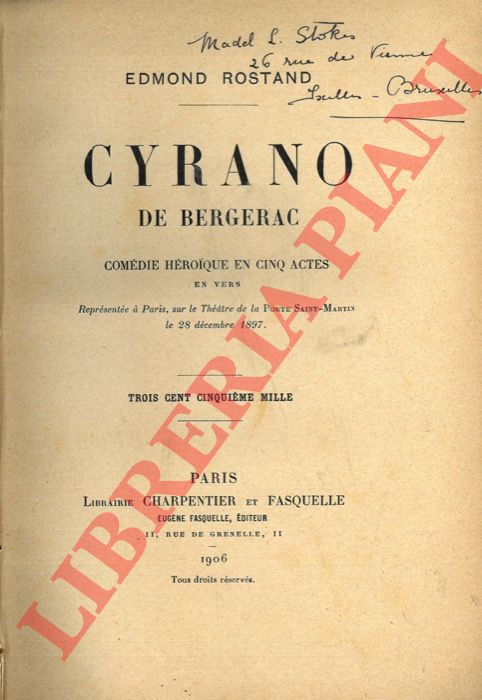 Madel L. Stokes
26 rue de Vienne
Ixelles - Bruxelles
EDMOND ROSTAND
CYRANO
DE BERGERAC
COMÉDIE HÉROÏQUE EN CINQ ACTES
EN VERS
Représentée à Paris, sur le Théâtre de la PORTE-SAINT-MARTIN
le 28 décembre 1897.
TROIS CENT CINQUIÈME MILLE
PARIS
LIBRAIRIE CHARPENTIER ET FASQUELLE
EUGÈNE FASQUELLE, ÉDITEUR
11, RUE DE GRENELLE, 11
1906
Tous droits réservés.
LIBRERIA PIANI